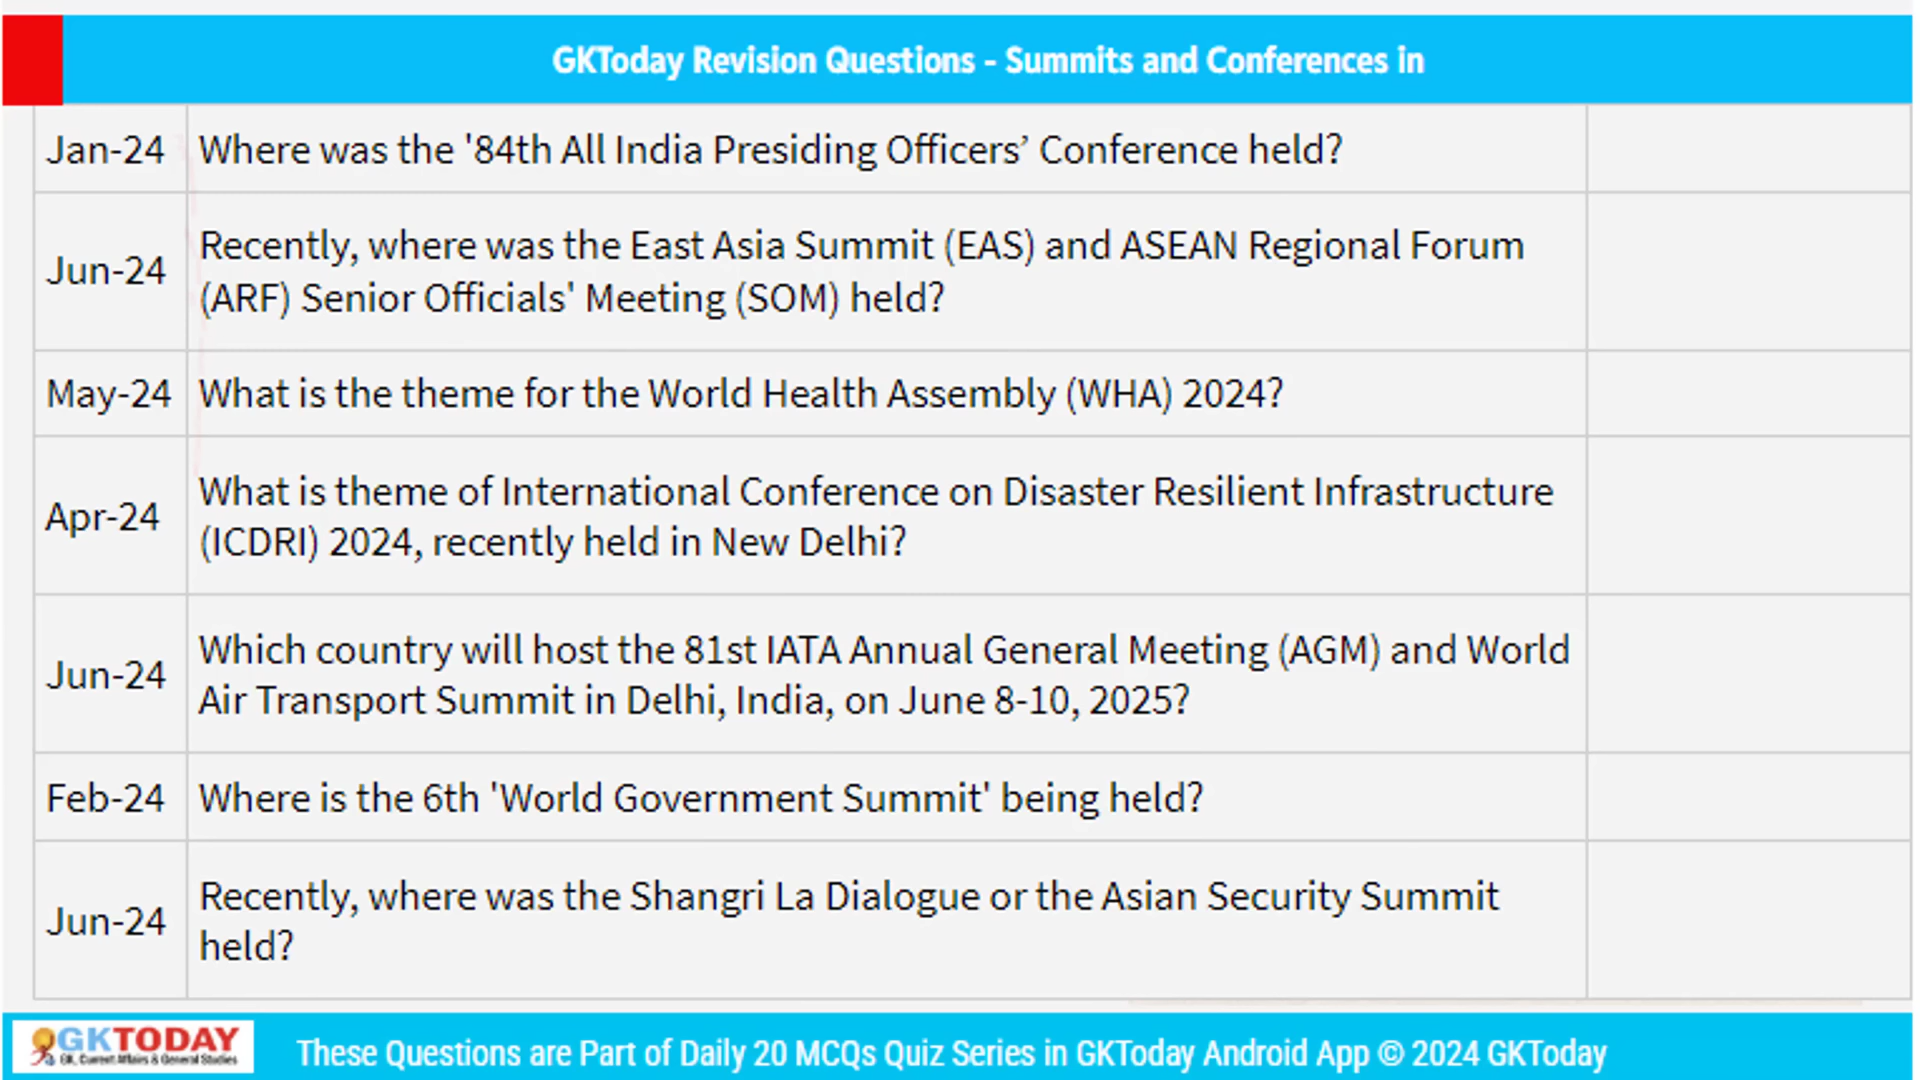 GKToday Revision Questions - Summits and Conferences in
Jan-24
Where was the '84th All India Presiding Officers’ Conference held?
Jun-24
Recently, where was the East Asia Summit (EAS) and ASEAN Regional Forum
(ARF) Senior Officials' Meeting (SOM) held?
May-24
What is the theme for the World Health Assembly (WHA) 2024?
Apr-24
What is theme of International Conference on Disaster Resilient Infrastructure
(ICDRI) 2024, recently held in New Delhi?
Jun-24
Which country will host the 81st IATA Annual General Meeting (AGM) and World
Air Transport Summit in Delhi, India, on June 8-10, 2025?
Feb-24
Where is the 6th 'World Government Summit' being held?
Jun-24
Recently, where was the Shangri La Dialogue or the Asian Security Summit
held?
GKTODAY
GK, Current Affairs & General Studies
These Questions are Part of Daily 20 MCQs Quiz Series in GKToday Android App © 2024 GKToday